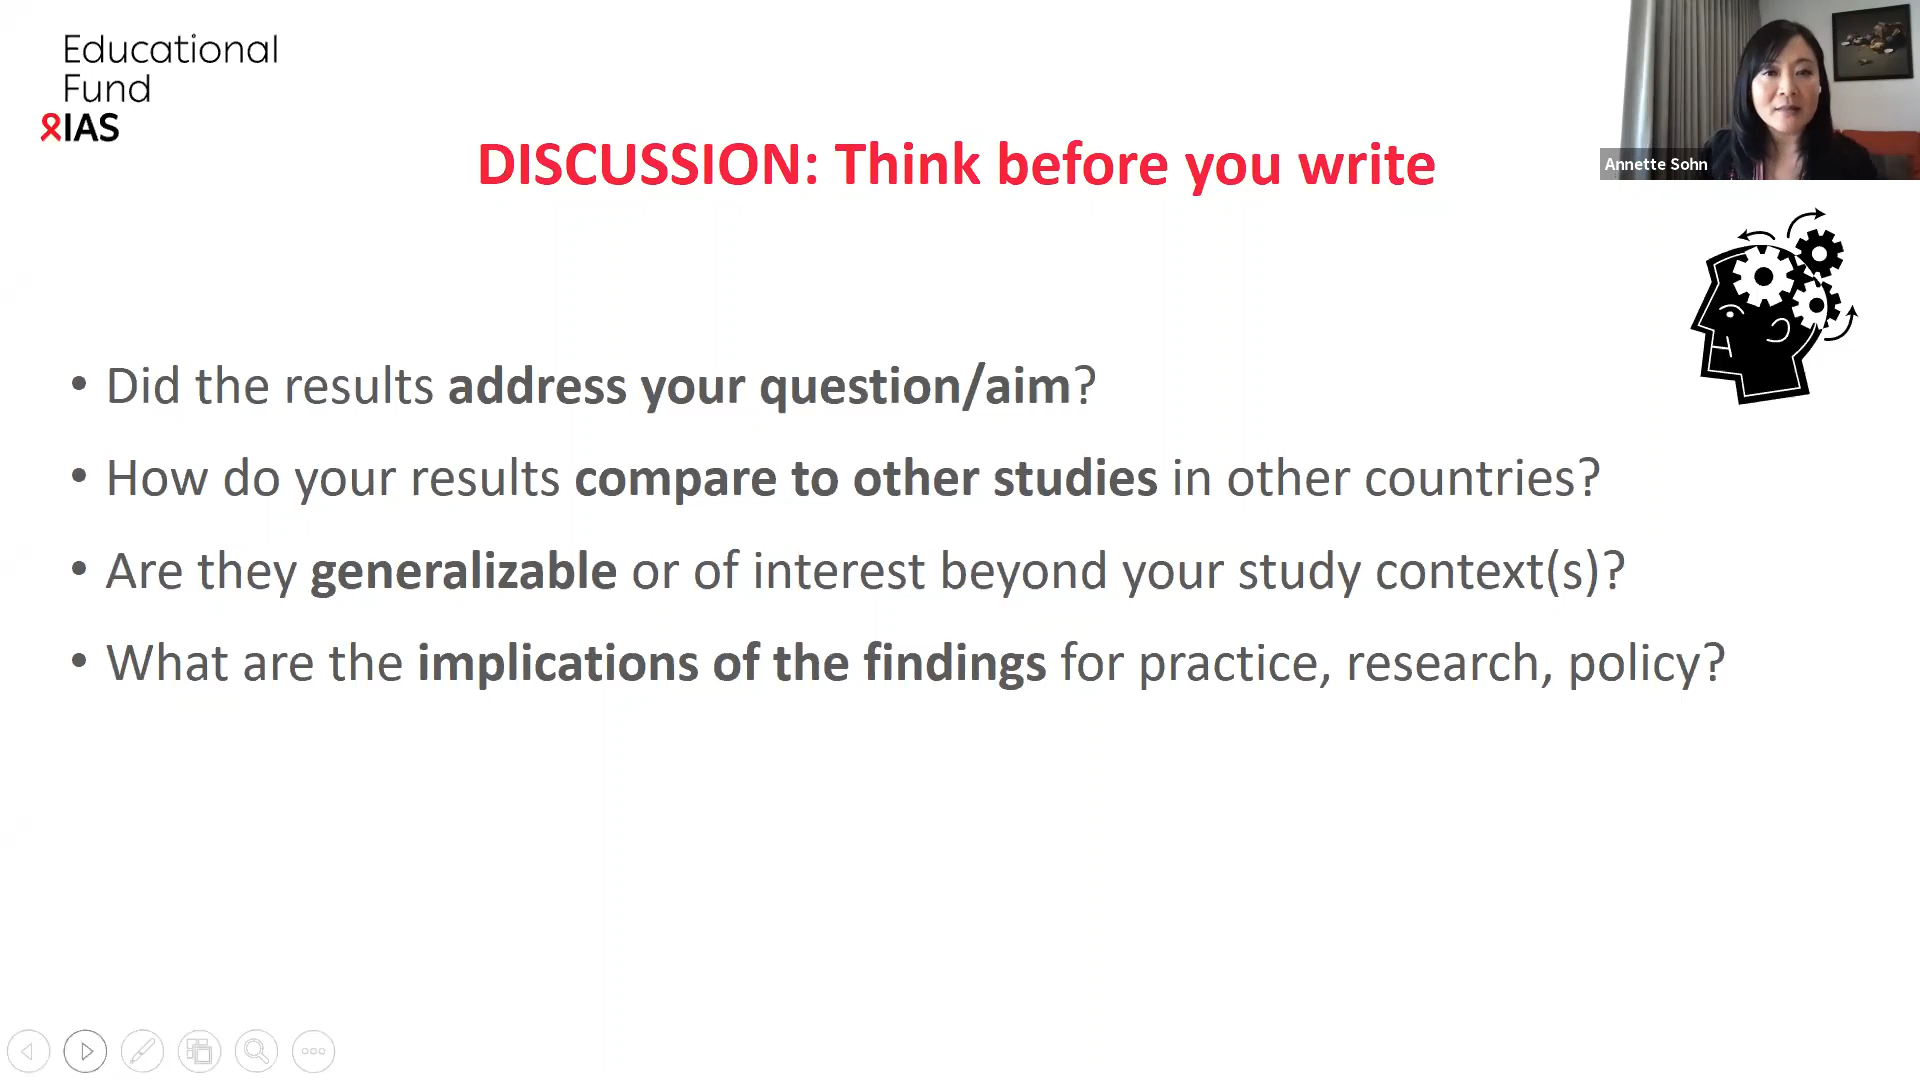 Educational
Fund
IAS
Annette Sohn
DISCUSSION: Think before you write
• Did the results address your question/aim?
• How do your results compare to other studies in other countries?
• Are they generalizable or of interest beyond your study context(s)?
• What are the implications of the findings for practice, research, policy?